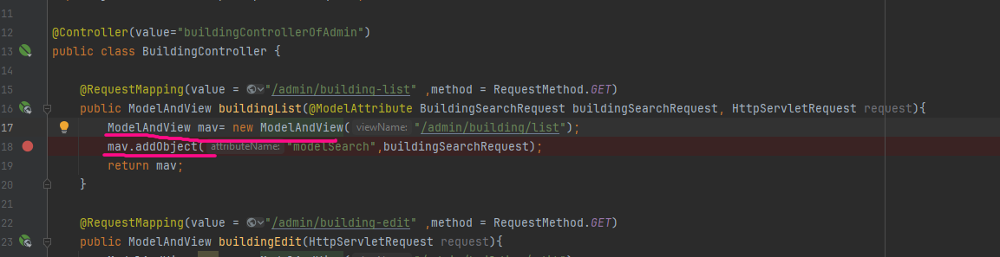 11
12 @Controller(value="buildingControllerOfAdmin")
13 public class BuildingController {
14
15 @RequestMapping(value = "/admin/building-list" ,method = RequestMethod.GET)
16 public ModelAndView buildingList(@ModelAttribute BuildingSearchRequest buildingSearchRequest, HttpServletRequest request){
17 ModelAndView mav= new ModelAndView( viewName: "/admin/building/list");
18 mav.addObject( attributeName: "modelSearch",buildingSearchRequest);
19 return mav;
20 }
21
22 @RequestMapping(value = "/admin/building-edit" ,method = RequestMethod.GET)
23 public ModelAndView buildingEdit(HttpServletRequest request){